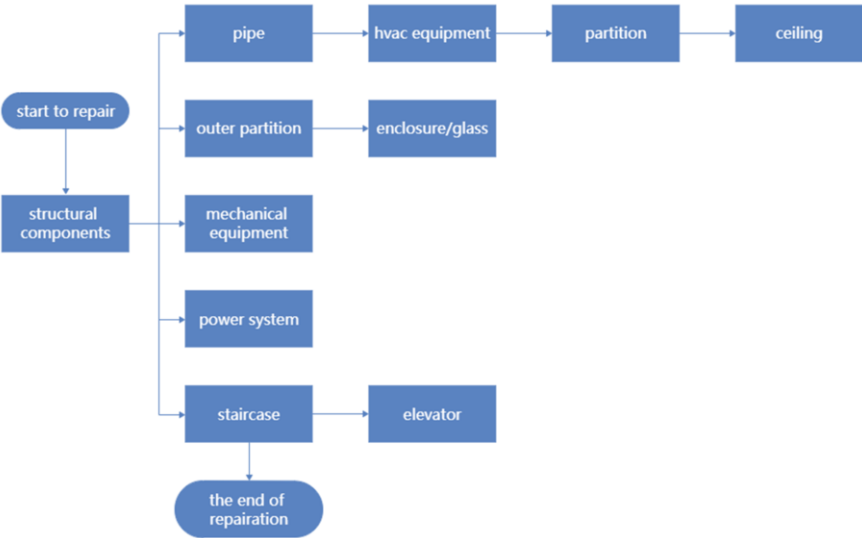 pipe
hvac equipment
partition
ceiling
start to repair
outer partition
enclosure/glass
structural
components
mechanical
equipment
power system
staircase
elevator
the end of
repairation